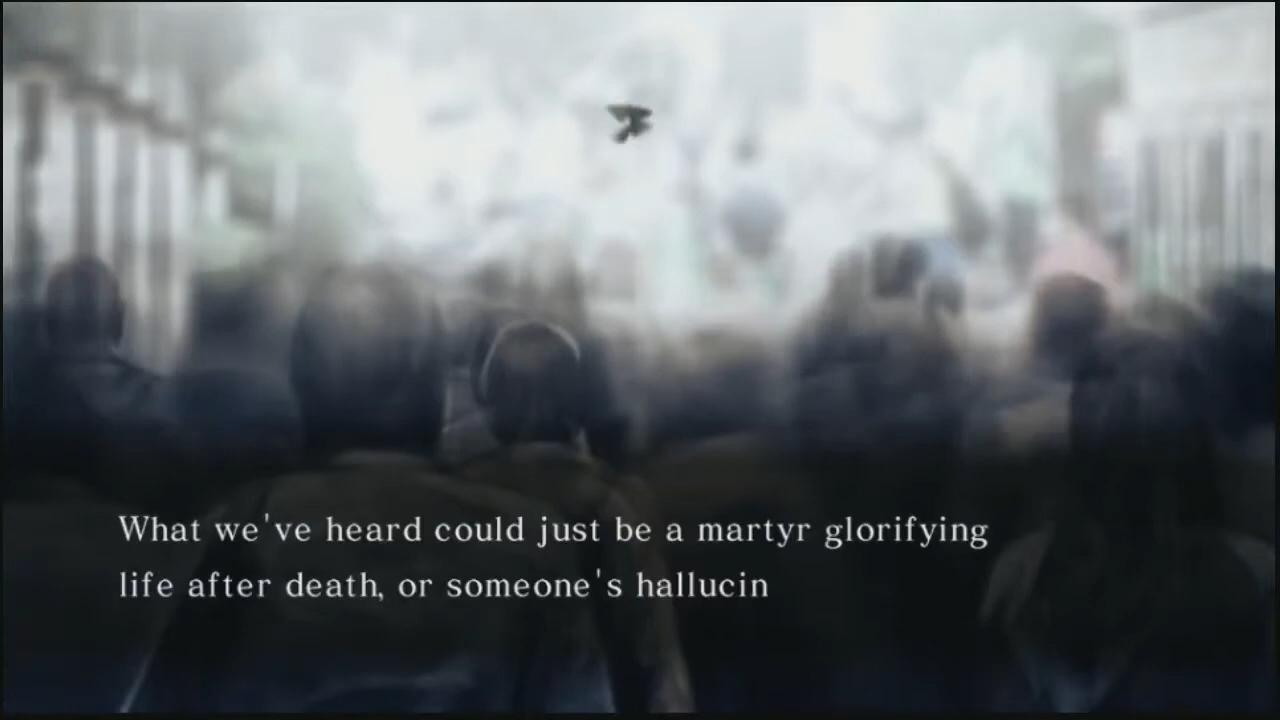 What we've heard could just be a martyr glorifying
life after death, or someone's hallucin